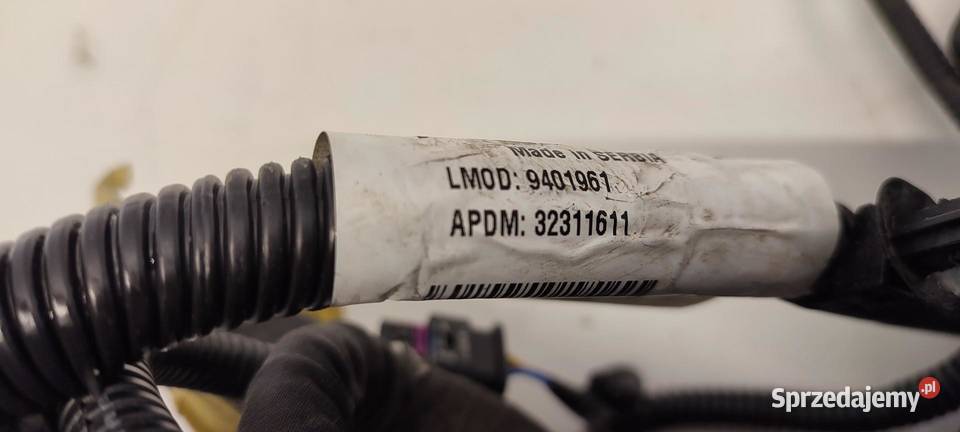 Made in SERBIA
LMOD: 9401961
APDM: 32311611
Sprzedajemy.pl